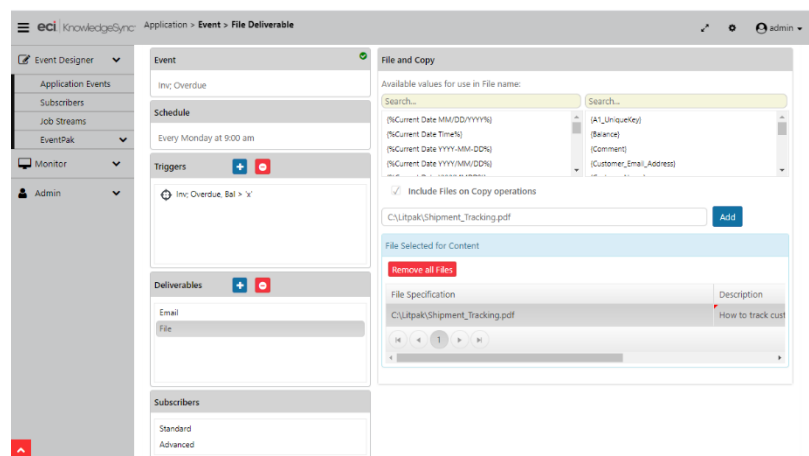 eci KnowledgeSync
Application > Event > File Deliverable
admin
Event Designer
Application Events
Subscribers
Job Streams
EventPak
Monitor
Admin
Event
Inv; Overdue
Schedule
Every Monday at 9:00 am
Triggers
Inv; Overdue, Bal > 'x'
Deliverables
Email
File
Subscribers
Standard
Advanced
File and Copy
Available values for use in File name:
Search...
{%Current Date MM/DD/YYYY%}
{%Current Date Time%}
{%Current Date YYYY-MM-DD%}
{%Current Date YYYY/MM/DD%}
Search...
{A1_UniqueKey}
{Balance}
{Comment}
{Customer_Email_Address}
Include Files on Copy operations
C:\Litpak\Shipment_Tracking.pdf
Add
File Selected for Content
Remove all Files
File Specification
Description
C:\Litpak\Shipment_Tracking.pdf
How to track cust
1